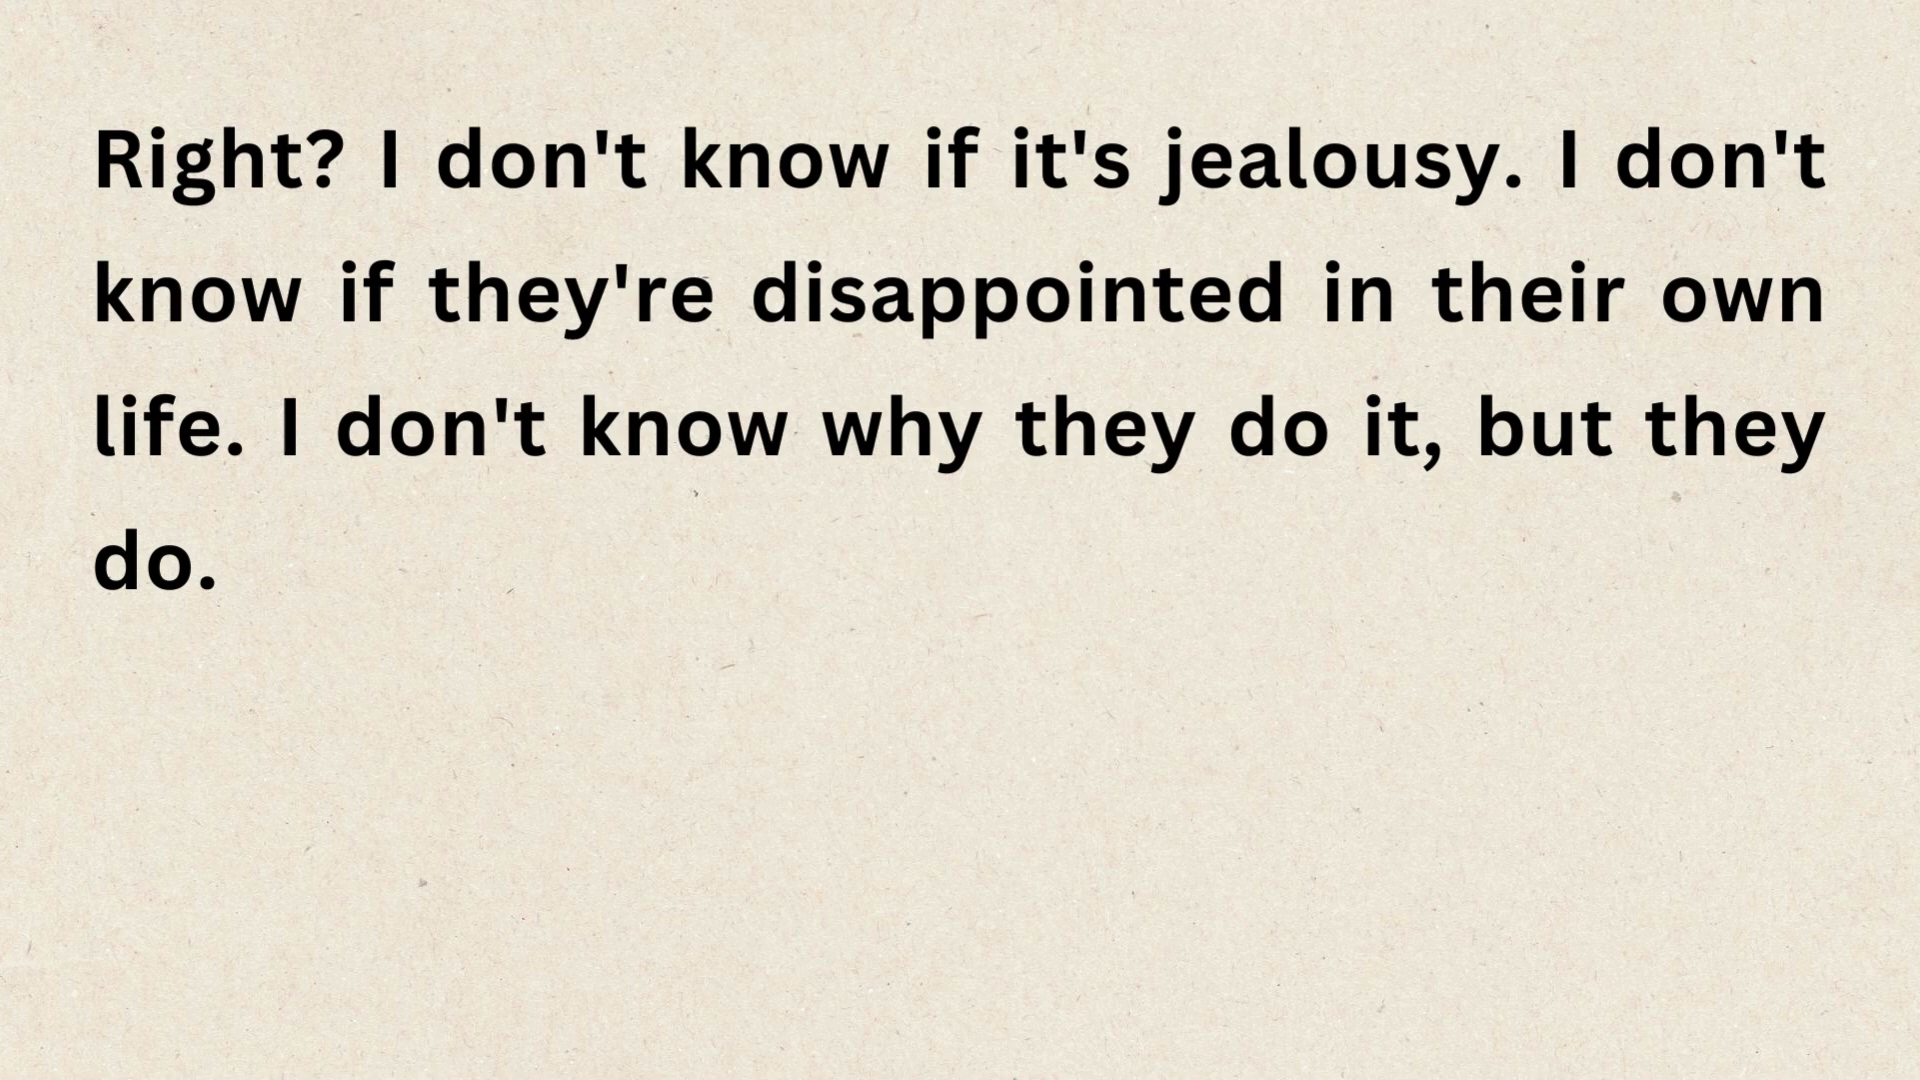 Right? I don't know if it's jealousy. I don't
know if they're disappointed in their own
life. I don't know why they do it, but they
do.